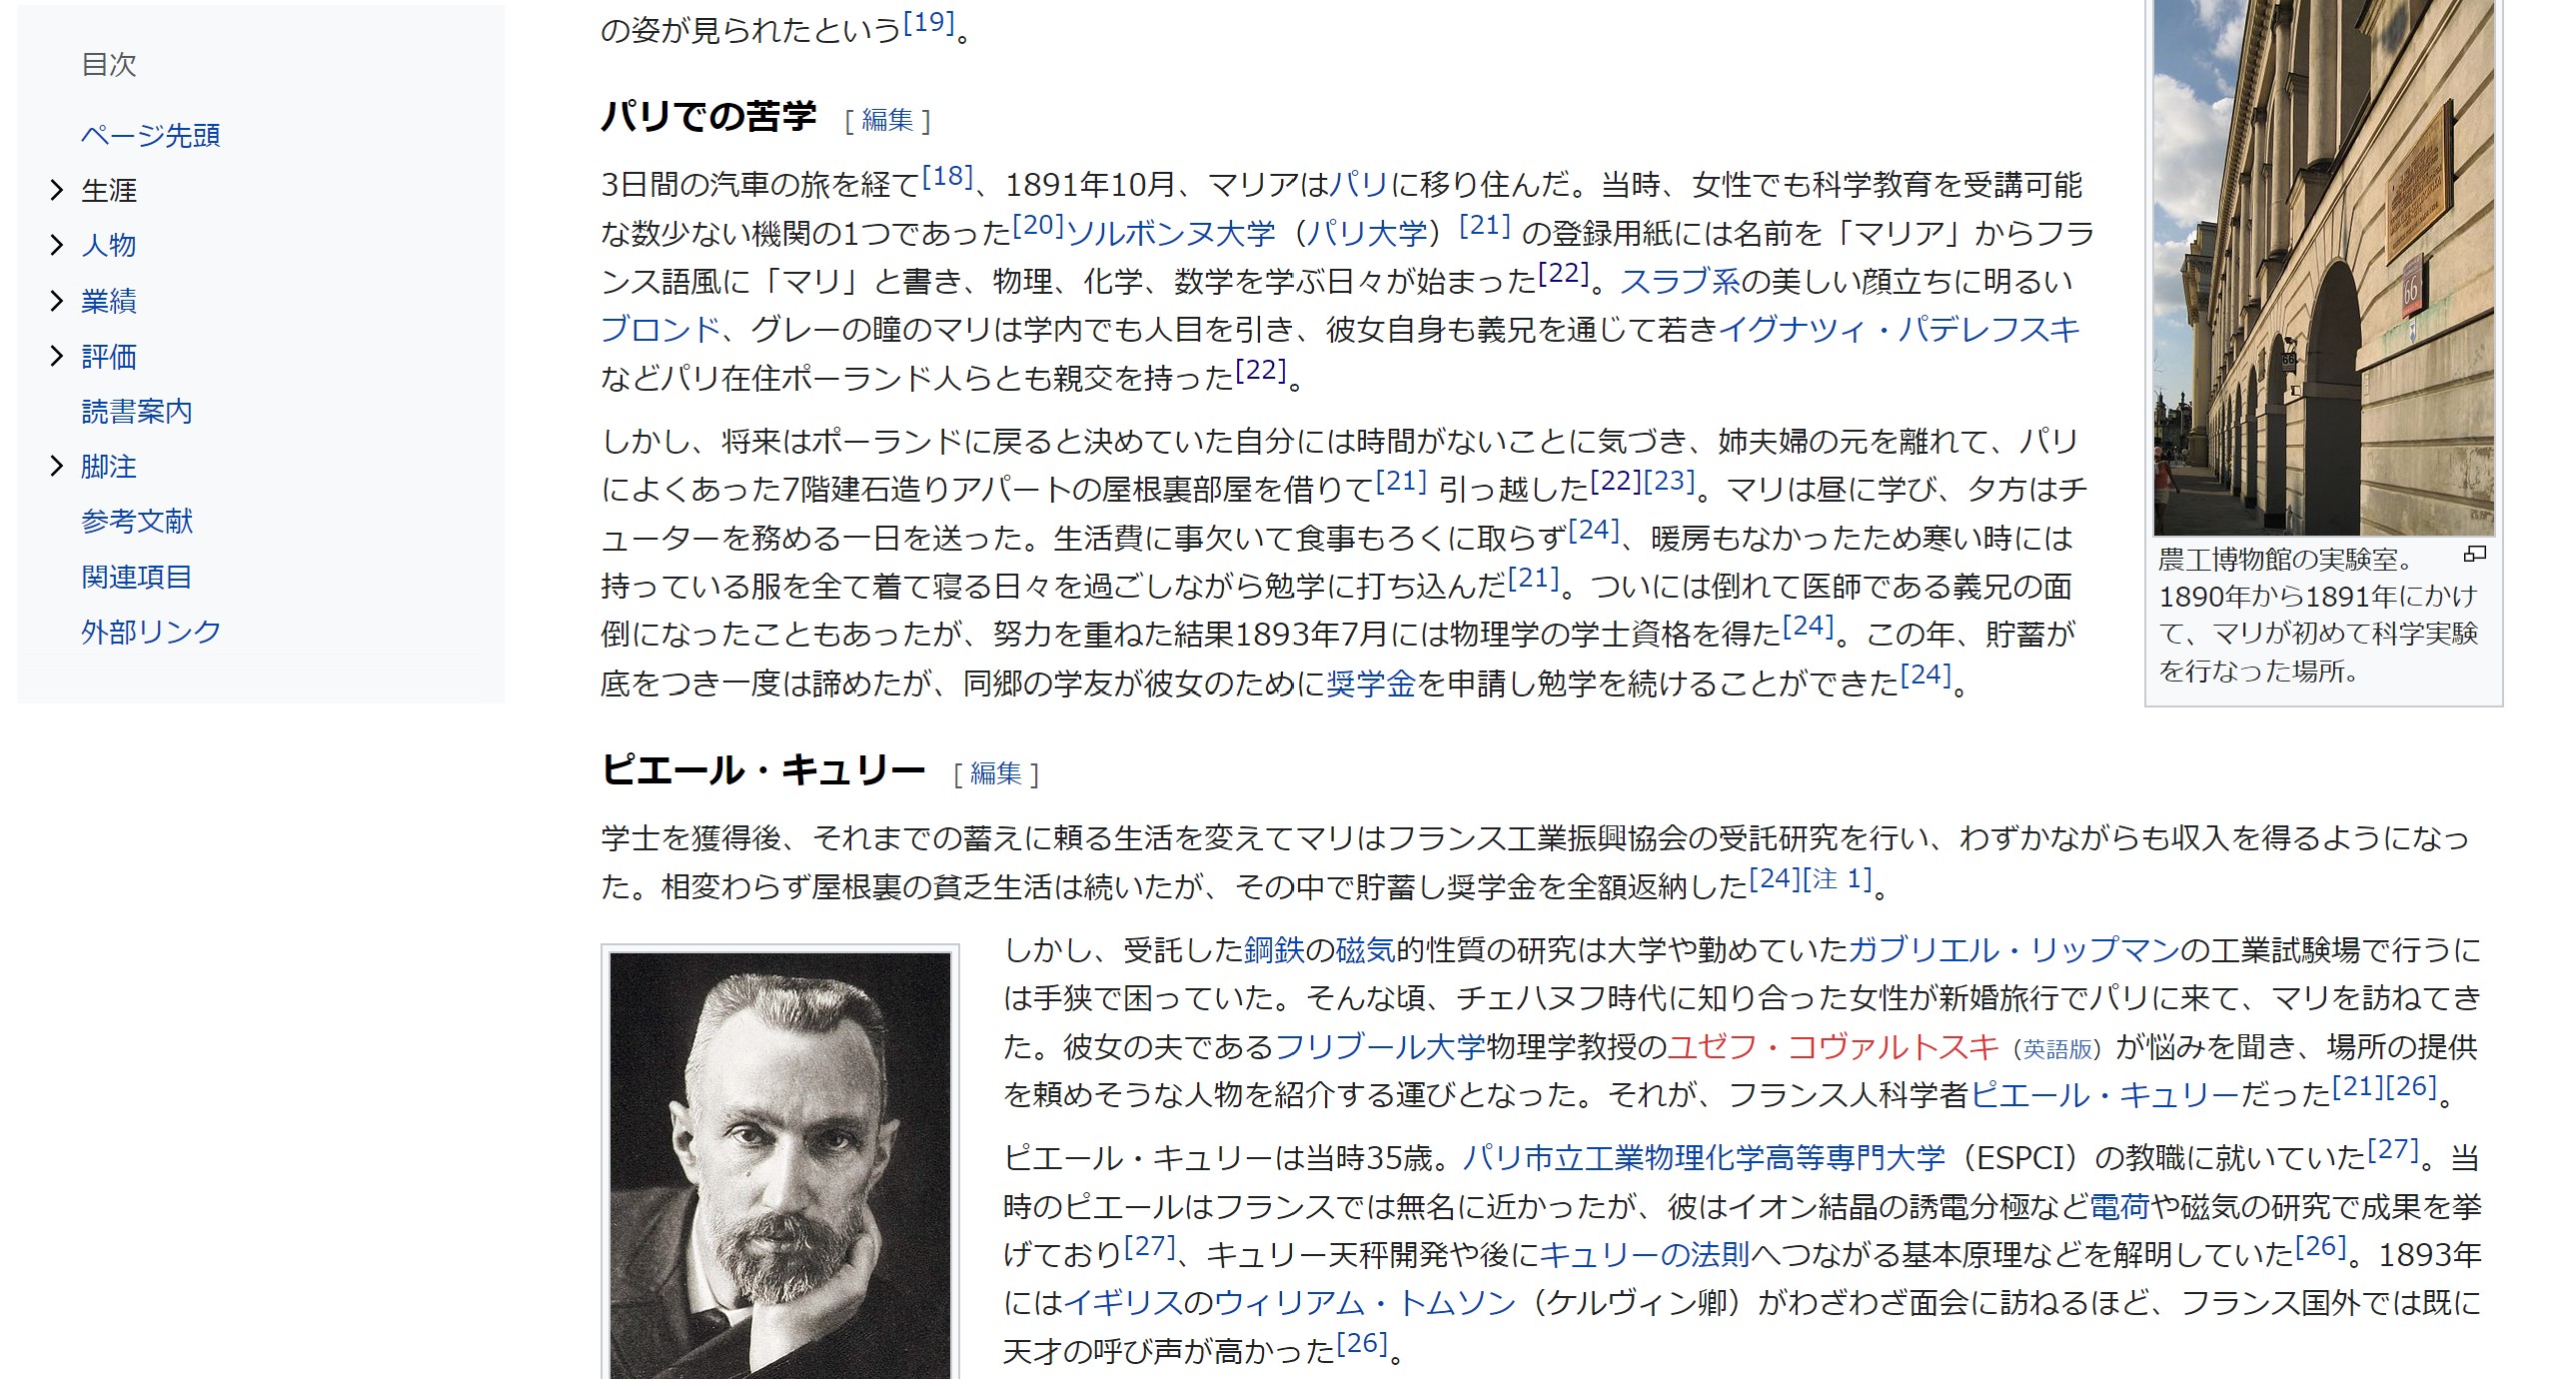 目次
ページ先頭
生涯
人物
業績
評価
読書案内
脚注
参考文献
関連項目
外部リンク
の姿が見られたという[19]。
パリでの苦学 [ 編集 ]
3日間の汽車の旅を経て[18]、1891年10月、マリアはパリに移り住んだ。当時、女性でも科学教育を受講可能
な数少ない機関の1つであった[20]ソルボンヌ大学（パリ大学）[21] の登録用紙には名前を「マリア」からフラ
ンス語風に「マリ」と書き、物理、化学、数学を学ぶ日々が始まった[22]。スラブ系の美しい顔立ちに明るい
ブロンド、グレーの瞳のマリは学内でも人目を引き、彼女自身も義兄を通じて若きイグナツィ・パデレフスキ
などパリ在住ポーランド人らとも親交を持った[22]。
しかし、将来はポーランドに戻ると決めていた自分には時間がないことに気づき、姉夫婦の元を離れて、パリ
によくあった7階建石造りアパートの屋根裏部屋を借りて[21] 引っ越した[22][23]。マリは昼に学び、夕方はチ
ューターを務める一日を送った。生活費に事欠いて食事もろくに取らず[24]、暖房もなかったため寒い時には
持っている服を全て着て寝る日々を過ごしながら勉学に打ち込んだ[21]。ついには倒れて医師である義兄の面
倒になったこともあったが、努力を重ねた結果1893年7月には物理学の学士資格を得た[24]。この年、貯蓄が
底をつき一度は諦めたが、同郷の学友が彼女のために奨学金を申請し勉学を続けることができた[24]。
66
66
農工博物館の実験室。
1890年から1891年にかけ
て、マリが初めて科学実験
を行なった場所。
ピエール・キュリー [ 編集 ]
学士を獲得後、それまでの蓄えに頼る生活を変えてマリはフランス工業振興協会の受託研究を行い、わずかながらも収入を得るようになっ
た。相変わらず屋根裏の貧乏生活は続いたが、その中で貯蓄し奨学金を全額返納した[24][注 1]。
しかし、受託した鋼鉄の磁気的性質の研究は大学や勤めていたガブリエル・リップマンの工業試験場で行うに
は手狭で困っていた。そんな頃、チェハヌフ時代に知り合った女性が新婚旅行でパリに来て、マリを訪ねてき
た。彼女の夫であるフリブール大学物理学教授のユゼフ・コヴァルトスキ（英語版）が悩みを聞き、場所の提供
を頼めそうな人物を紹介する運びとなった。それが、フランス人科学者ピエール・キュリーだった[21][26]。
ピエール・キュリーは当時35歳。パリ市立工業物理化学高等専門大学（ESPCI）の教職に就いていた[27]。当
時のピエールはフランスでは無名に近かったが、彼はイオン結晶の誘電分極など電荷や磁気の研究で成果を挙
げており[27]、キュリー天秤開発や後にキュリーの法則へつながる基本原理などを解明していた[26]。1893年
にはイギリスのウィリアム・トムソン（ケルヴィン卿）がわざわざ面会に訪ねるほど、フランス国外では既に
天才の呼び声が高かった[26]。